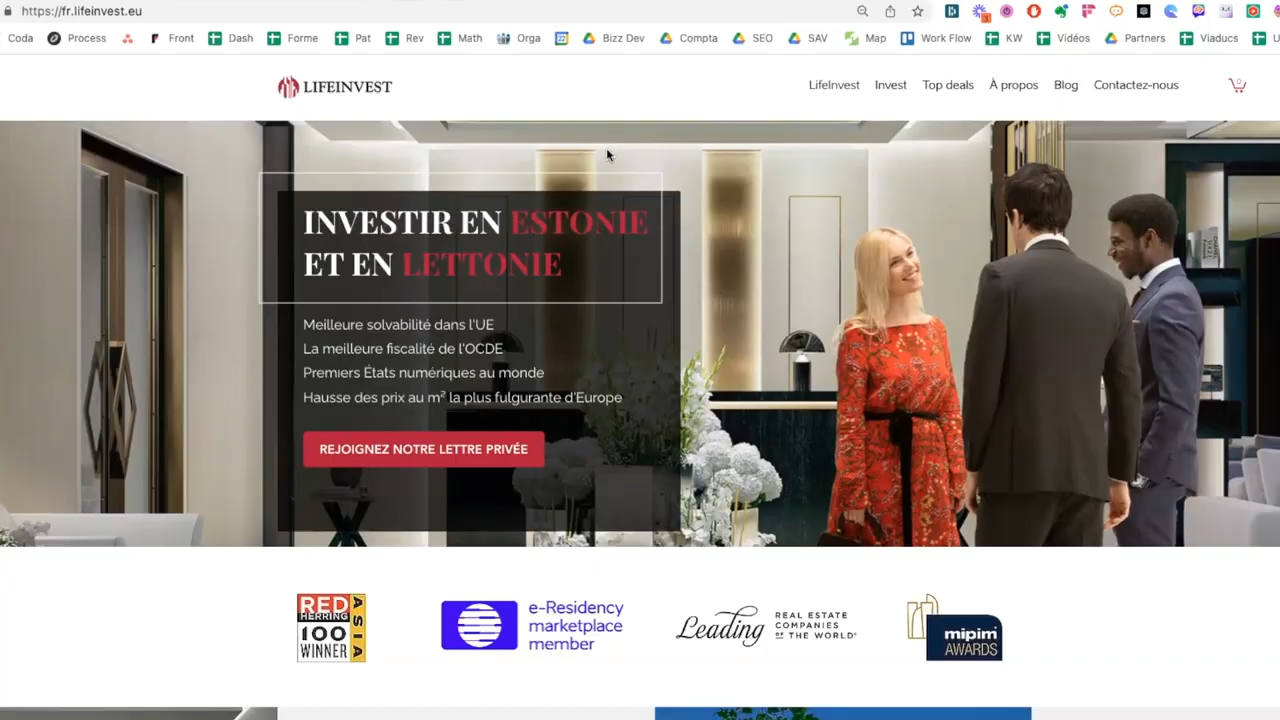 https://fr.lifeinvest.eu
Coda Process Front Dash Forme Pat Rev Math Orga Bizz Dev Compta SEO SAV Map Work Flow KW Vidéos Partners Viaducs
LIFEINVEST
LifeInvest Invest Top deals À propos Blog Contactez-nous
0
INVESTIR EN ESTONIE
ET EN LETTONIE
Meilleure solvabilité dans l'UE
La meilleure fiscalité de l'OCDE
Premiers États numériques au monde
Hausse des prix au m² la plus fulgurante d'Europe
REJOIGNEZ NOTRE LETTRE PRIVÉE
RED
HERRING
100
WINNER
ASIA
e-Residency
marketplace
member
Leading
REAL ESTATE
COMPANIES
OF THE WORLD®
mipim
AWARDS